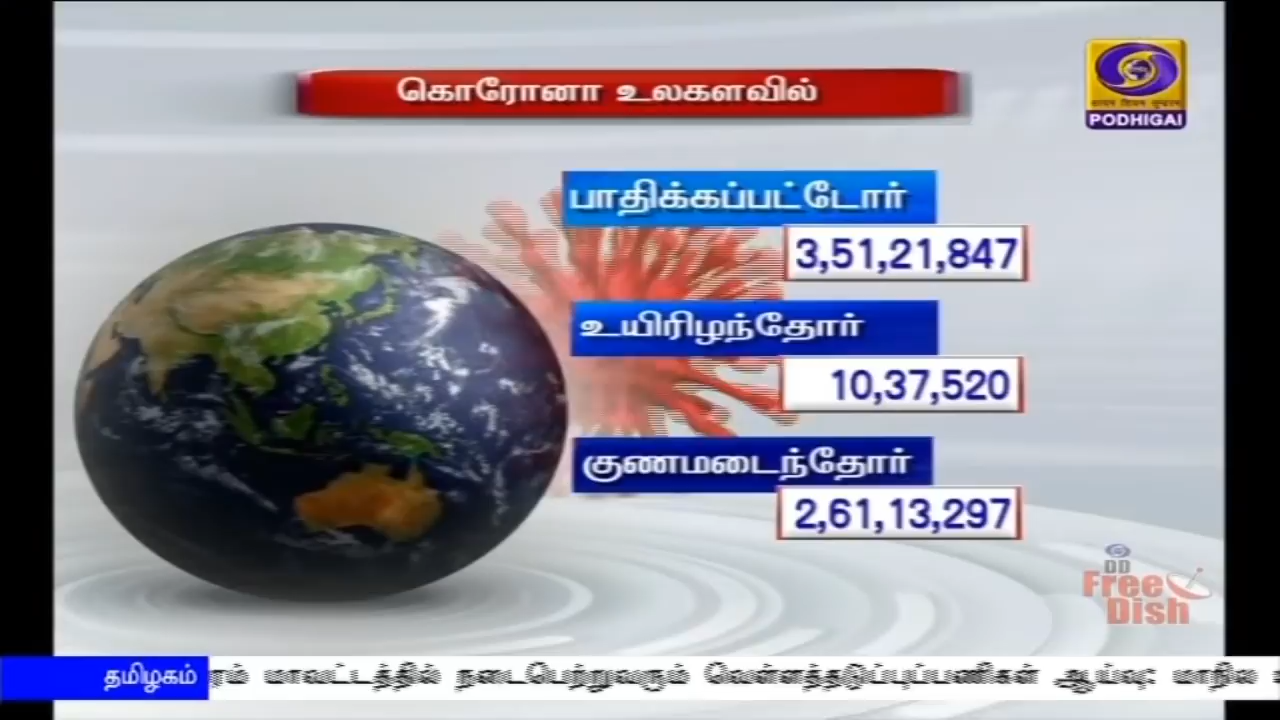 கொரோனா உலகளவில்
PODHIGAI
பாதிக்கப்பட்டோர்
3,51,21,847
உயிரிழந்தோர்
10,37,520
குணமடைந்தோர்
2,61,13,297
DD
Free
Dish
தமிழகம் ரம் மாவட்டத்தில் நடைபெற்றுவரும் வெள்ளத்தடுப்புப்பணிகள் ஆய்வு: மாநில